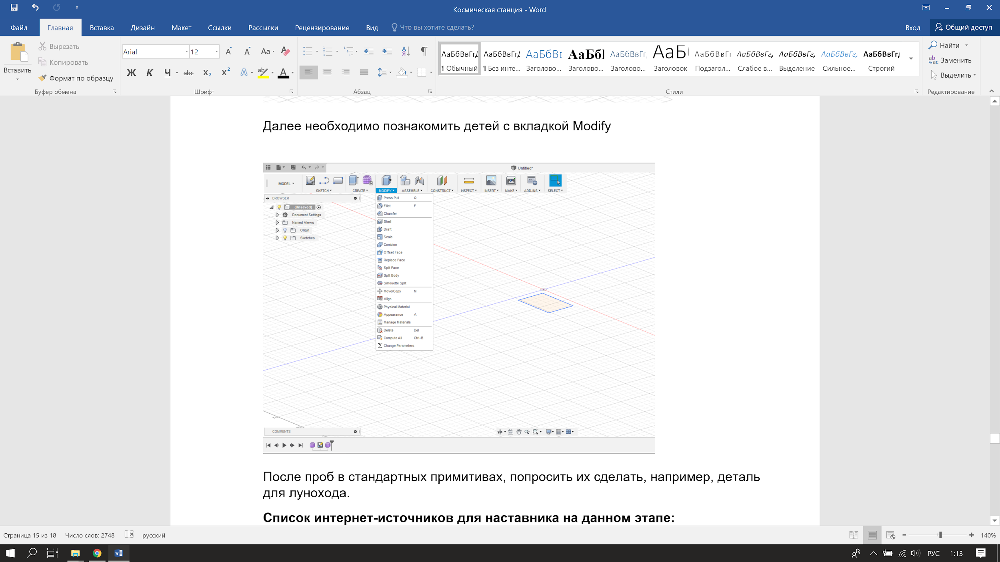 Космическая станция - Word
Файл Главная Вставка Дизайн Макет Ссылки Рассылки Рецензирование Вид Что вы хотите сделать? Вход Общий доступ
Вставить
Вырезать
Копировать
Формат по образцу
Буфер обмена
Arial 12
Шрифт
Абзац
АаБбВвГгД АаБбВвГгД АаБбВв АаБбІ АаБбВвГг, АаБ АаБбВвГг АаБбВвГгД АаБбВвГгД АаБбВвГгД АаБбВвГг,
¶ Обычный ¶ Без инте... Заголово... Заголово... Заголово... Заголовок Подзагол... Слабое в... Выделение Сильное... Строгий
Стили
Найти
Заменить
Выделить
Редактирование
Далее необходимо познакомить детей с вкладкой Modify
Untitled*
MODEL
SKETCH CREATE MODIFY ASSEMBLE CONSTRUCT INSPECT INSERT MAKE ADD-INS SELECT
BROWSER
(Unsaved)
Document Settings
Named Views
Origin
Sketches
Press Pull Q
Fillet F
Chamfer
Shell
Draft
Scale
Combine
Offset Face
Replace Face
Split Face
Split Body
Silhouette Split
Move/Copy M
Align
Physical Material
Appearance A
Manage Materials
Delete Del
Compute All Ctrl+B
Change Parameters
COMMENTS
После проб в стандартных примитивах, попросить их сделать, например, деталь
для лунохода.
Список интернет-источников для наставника на данном этапе:
Страница 15 из 18 Число слов: 2748 русский 140%
РУС 1:13